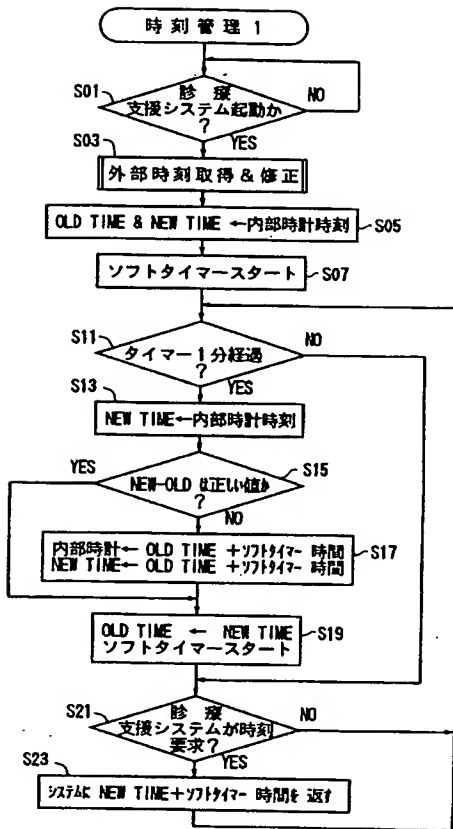 時刻管理 1
S01
診療
支援システム起動か
?
NO
YES
S03
外部時刻取得 & 修正
OLD TIME & NEW TIME ←内部時計時刻
S05
ソフトタイマースタート
S07
S11
タイマー1分経過
?
NO
YES
S13
NEW TIME←内部時計時刻
YES
S15
NEW-OLD は正しい値か
?
NO
内部時計← OLD TIME +ソフトタイマー 時間
NEW TIME← OLD TIME +ソフトタイマー 時間
S17
OLD TIME ← NEW TIME
ソフトタイマースタート
S19
S21
診療
支援システムが時刻
要求?
NO
YES
S23
システムに NEW TIME+ソフトタイマー 時間を 返す